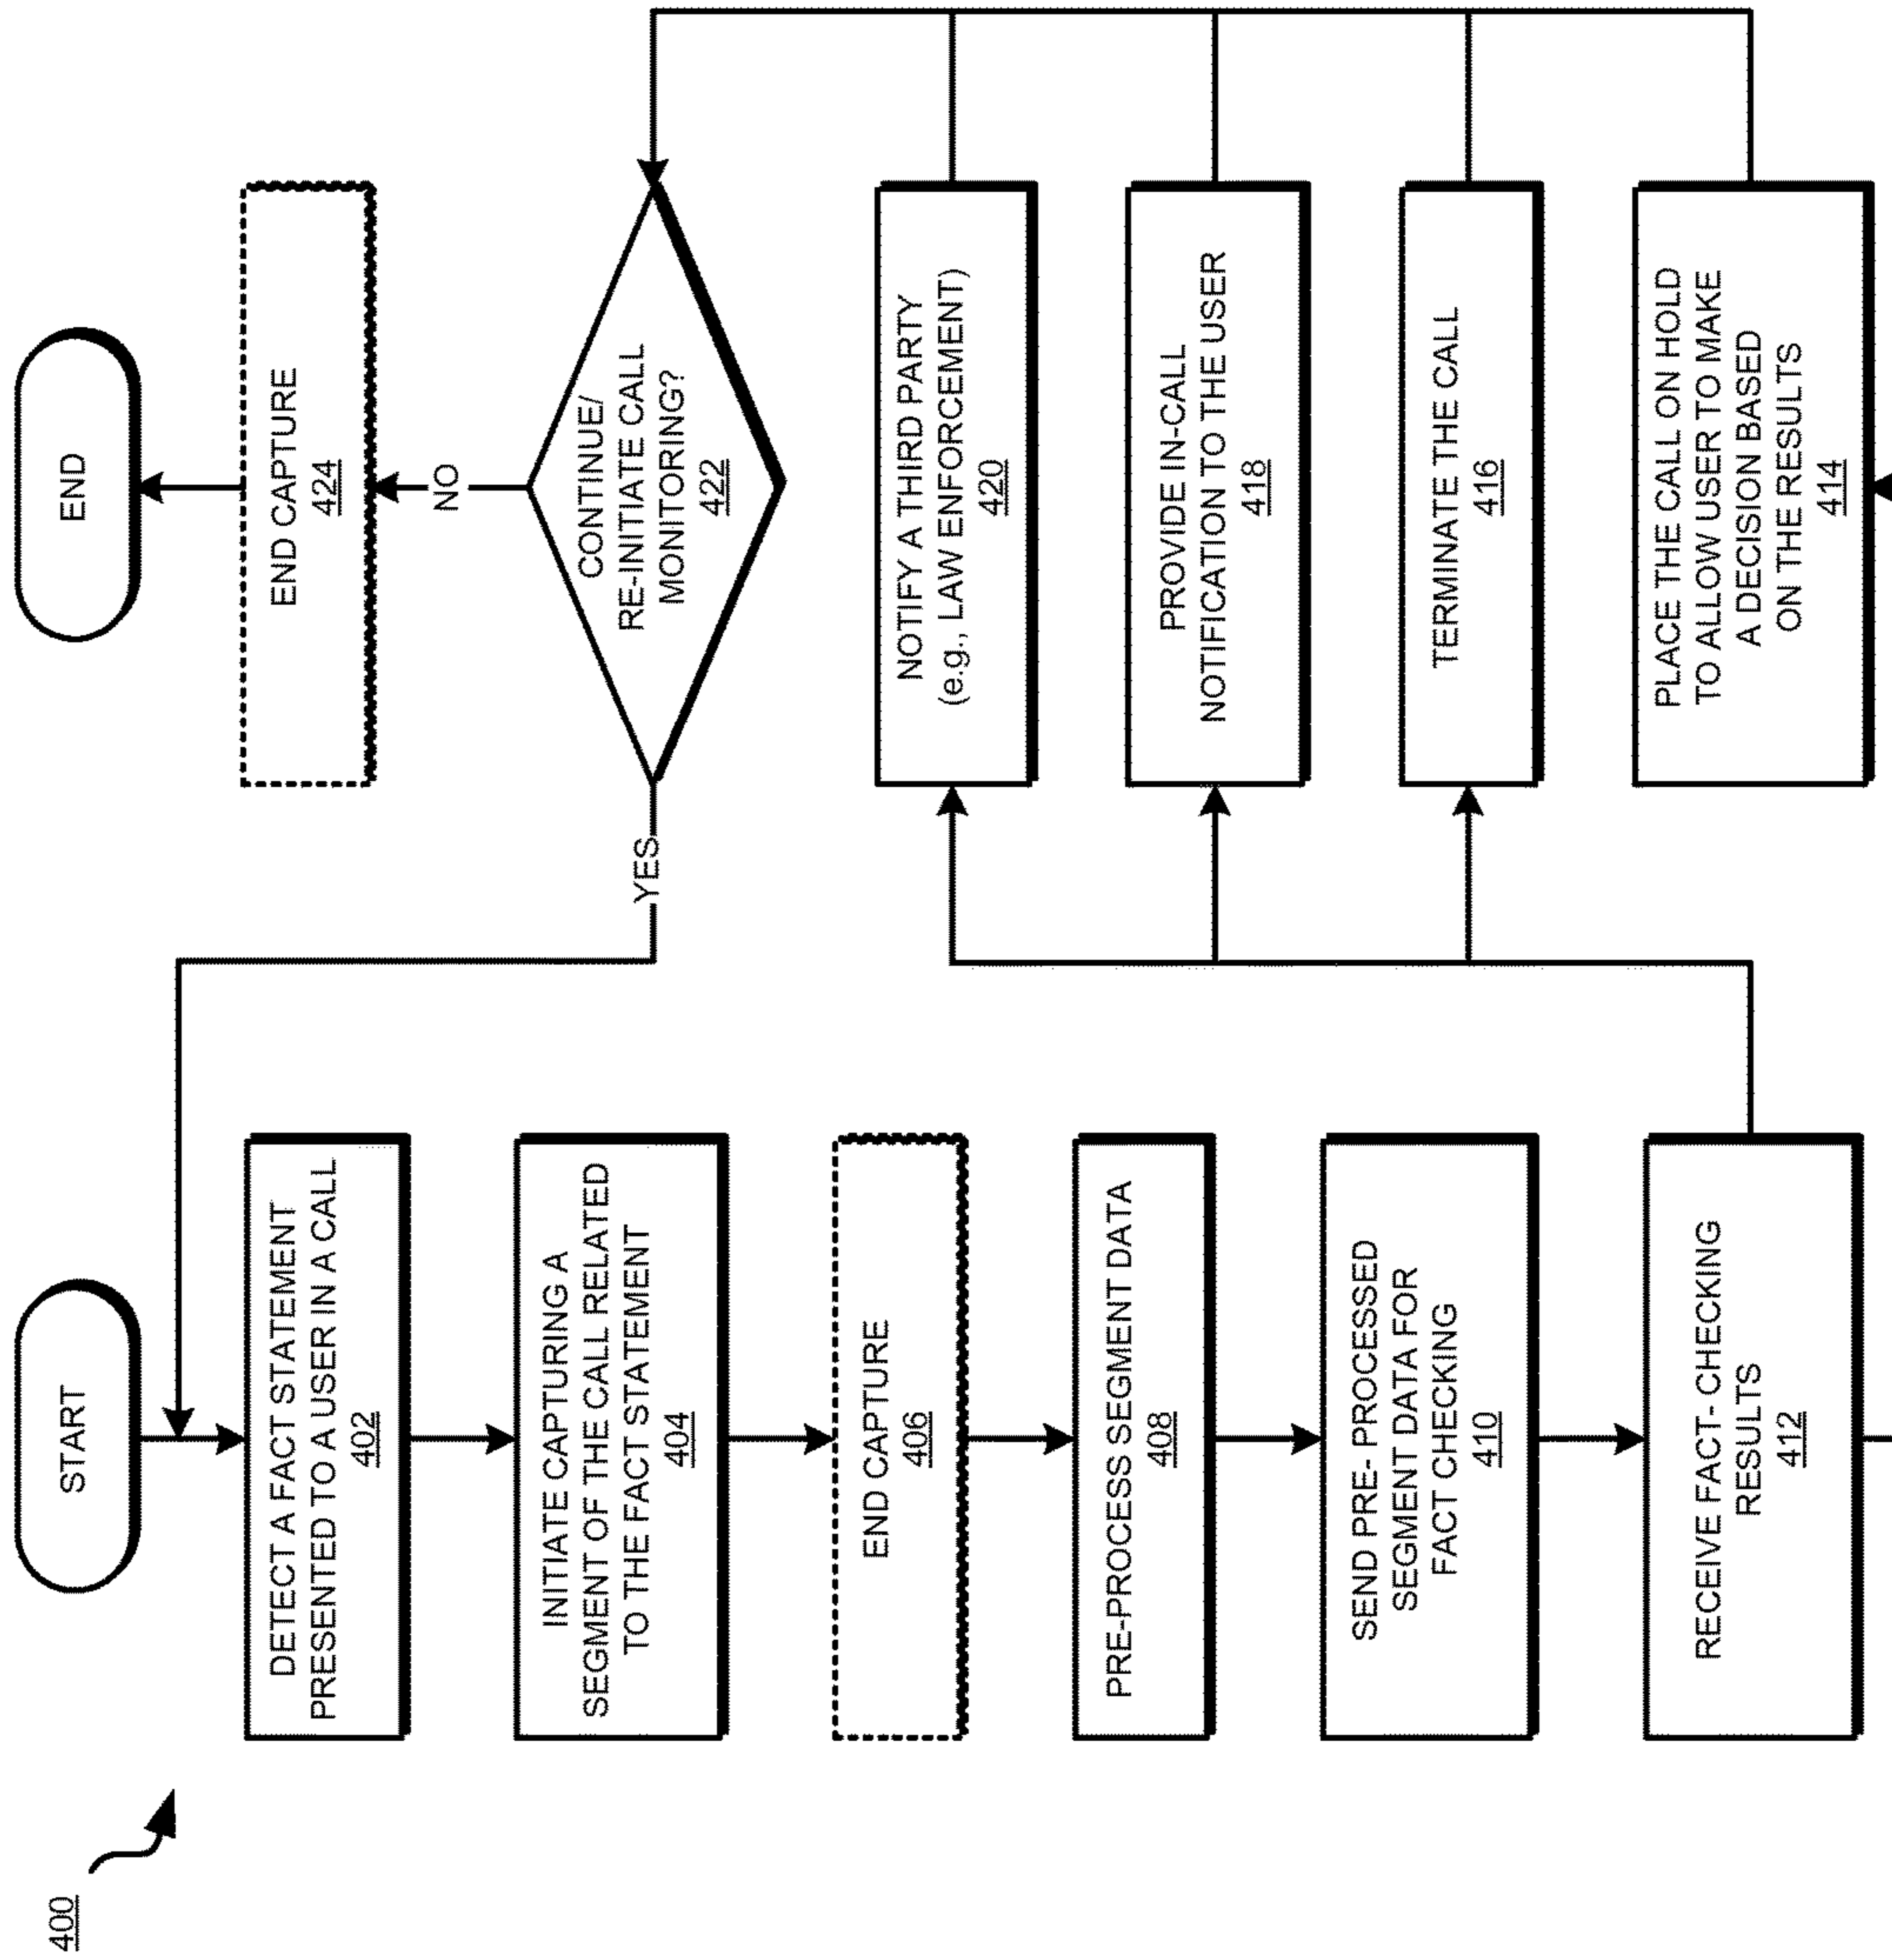 400
START
DETECT A FACT STATEMENT
PRESENTED TO A USER IN A CALL
402
INITIATE CAPTURING A
SEGMENT OF THE CALL RELATED
TO THE FACT STATEMENT
404
END CAPTURE
406
PRE-PROCESS SEGMENT DATA
408
SEND PRE- PROCESSED
SEGMENT DATA FOR
FACT CHECKING
410
RECEIVE FACT- CHECKING
RESULTS
412
END
END CAPTURE
424
NO
CONTINUE/
RE-INITIATE CALL
MONITORING?
422
YES
NOTIFY A THIRD PARTY
(e.g., LAW ENFORCEMENT)
420
PROVIDE IN-CALL
NOTIFICATION TO THE USER
418
TERMINATE THE CALL
416
PLACE THE CALL ON HOLD
TO ALLOW USER TO MAKE
A DECISION BASED
ON THE RESULTS
414